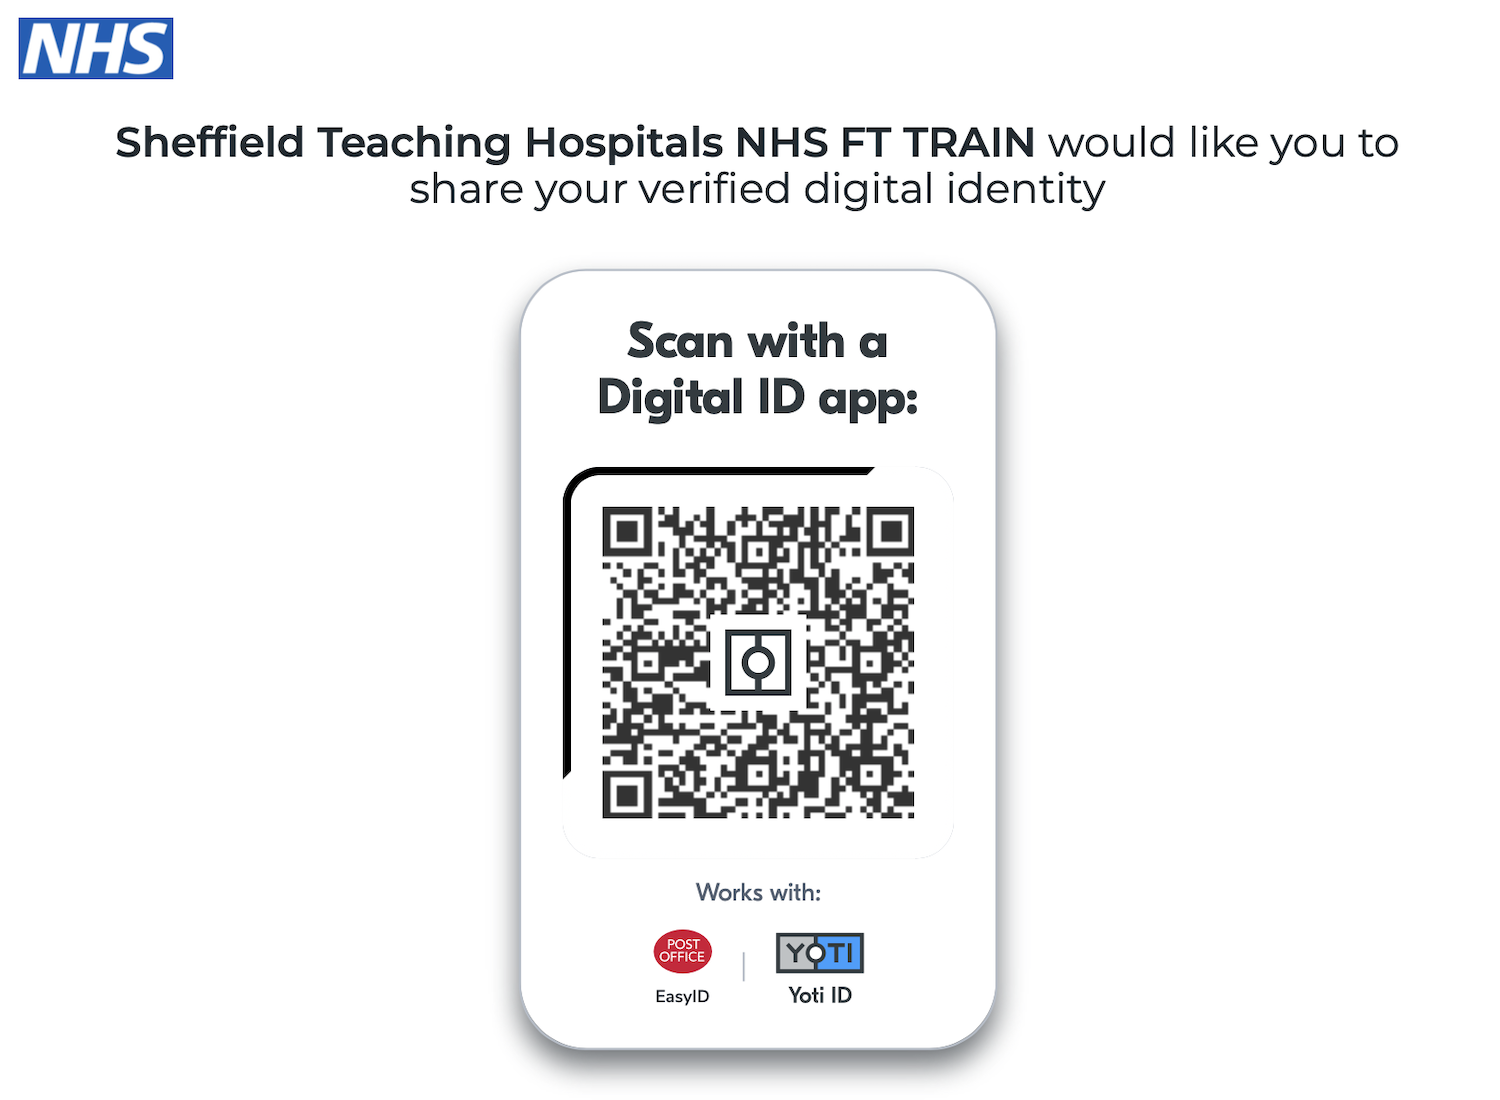 NHS
Sheffield Teaching Hospitals NHS FT TRAIN would like you to
share your verified digital identity
Scan with a
Digital ID app:
Works with:
POST
OFFICE
YOTI
EasyID
Yoti ID